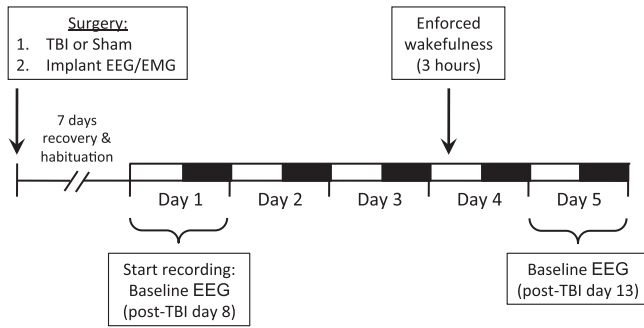 Surgery:
1. TBI or Sham
2. Implant EEG/EMG
Enforced
wakefulness
(3 hours)
7 days
recovery &
habituation
Day 1
Day 2
Day 3
Day 4
Day 5
Start recording:
Baseline EEG
(post-TBI day 8)
Baseline EEG
(post-TBI day 13)